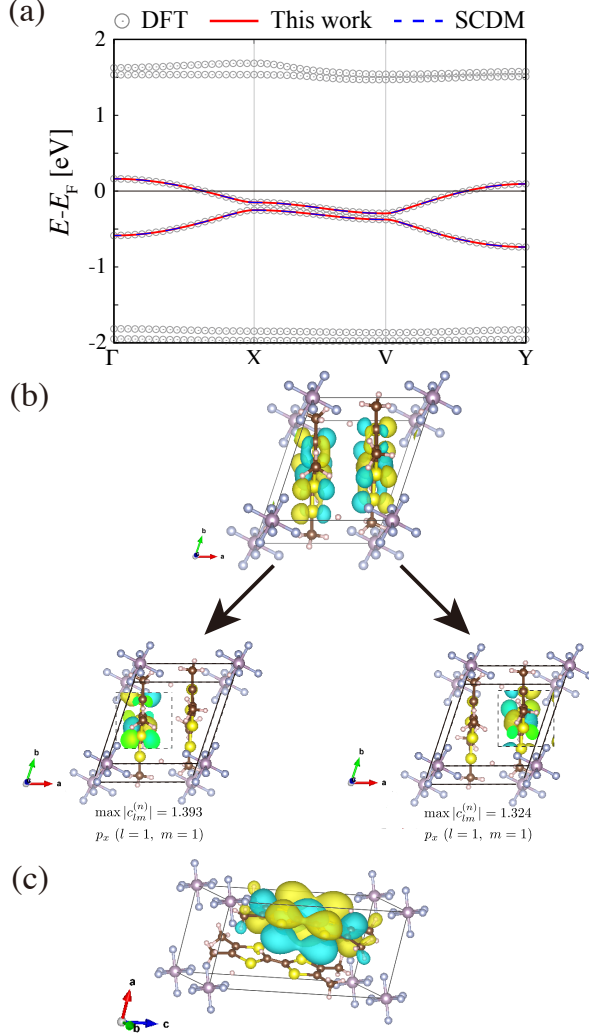 (a)
DFT This work SCDM
2
1
0
-1
-2
E-E_F [eV]
Γ X V Y
(b)
b
a
b
a
b
a
max |c_{lm}^{(n)}| = 1.393
p_x (l = 1, m = 1)
max |c_{lm}^{(n)}| = 1.324
p_x (l = 1, m = 1)
(c)
a
b
c